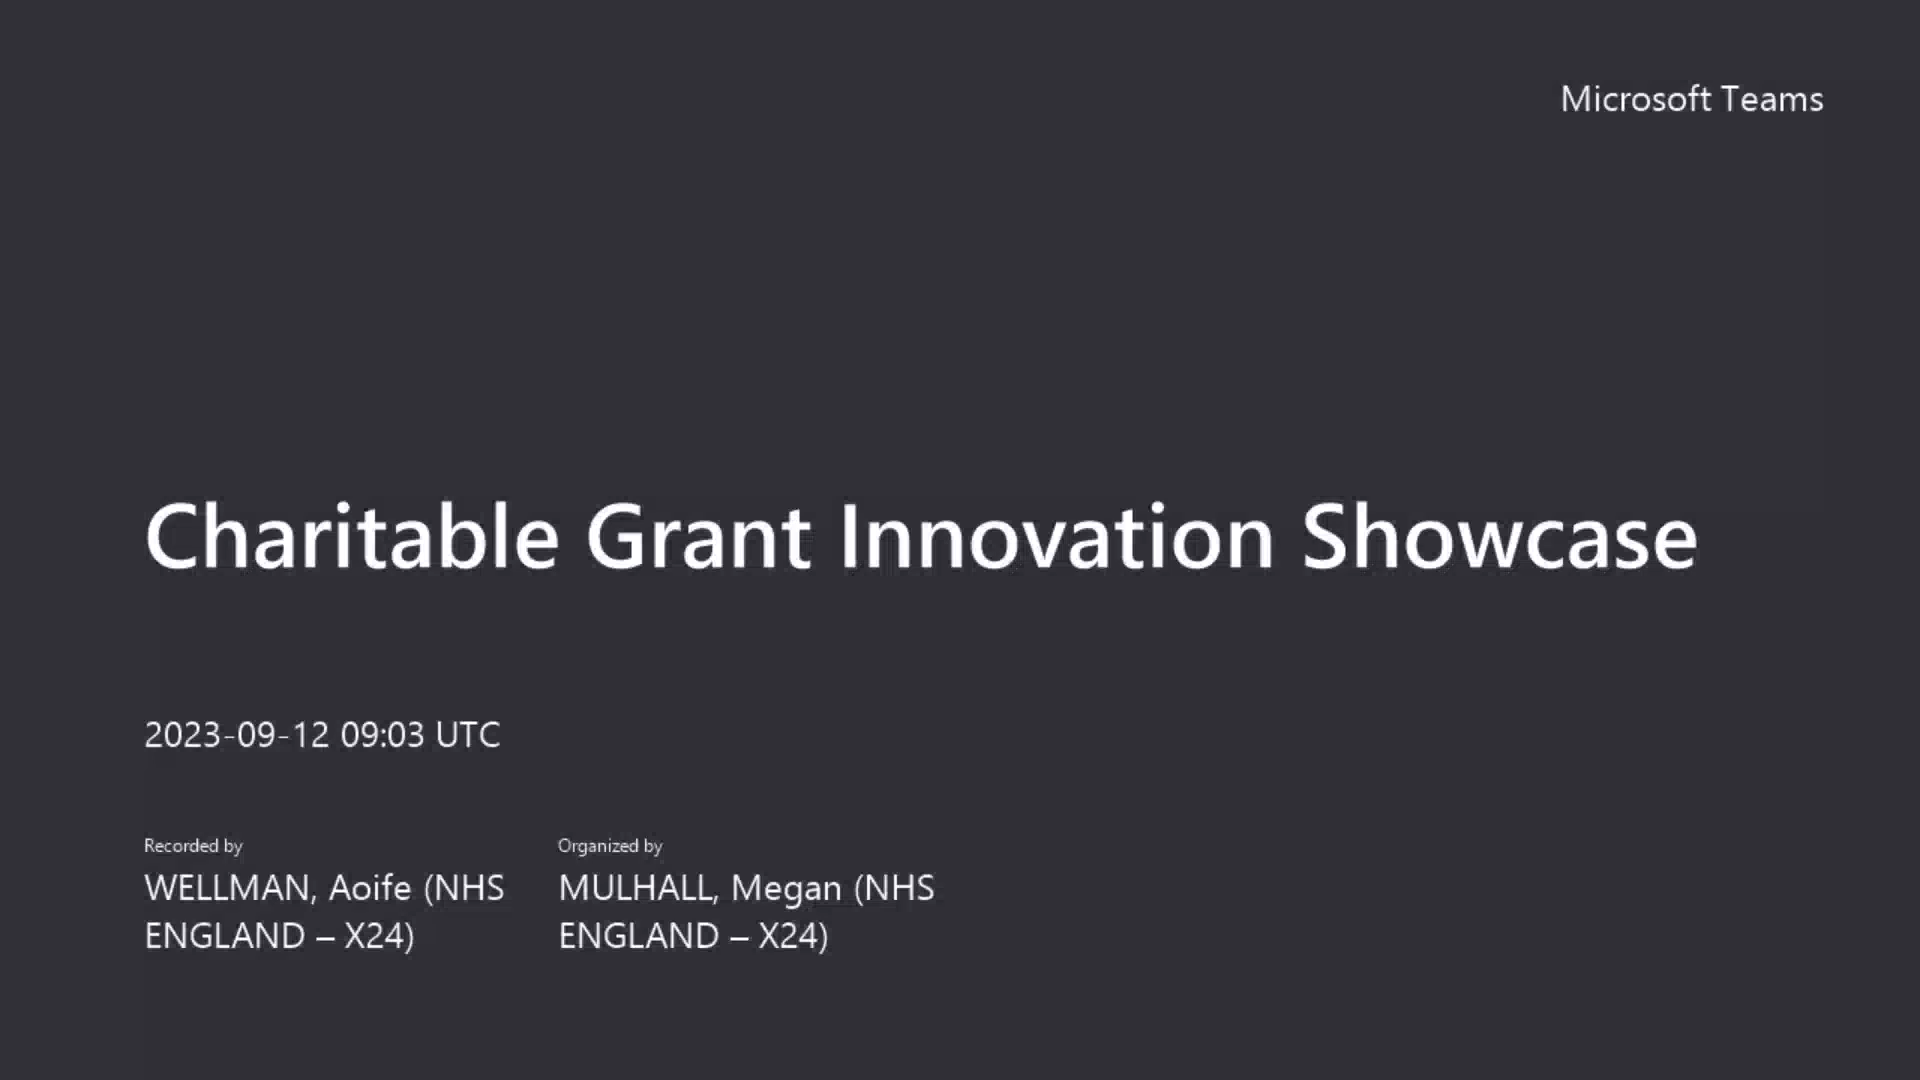 Microsoft Teams
Charitable Grant Innovation Showcase
2023-09-12 09:03 UTC
Recorded by
WELLMAN, Aoife (NHS
ENGLAND – X24)
Organized by
MULHALL, Megan (NHS
ENGLAND – X24)